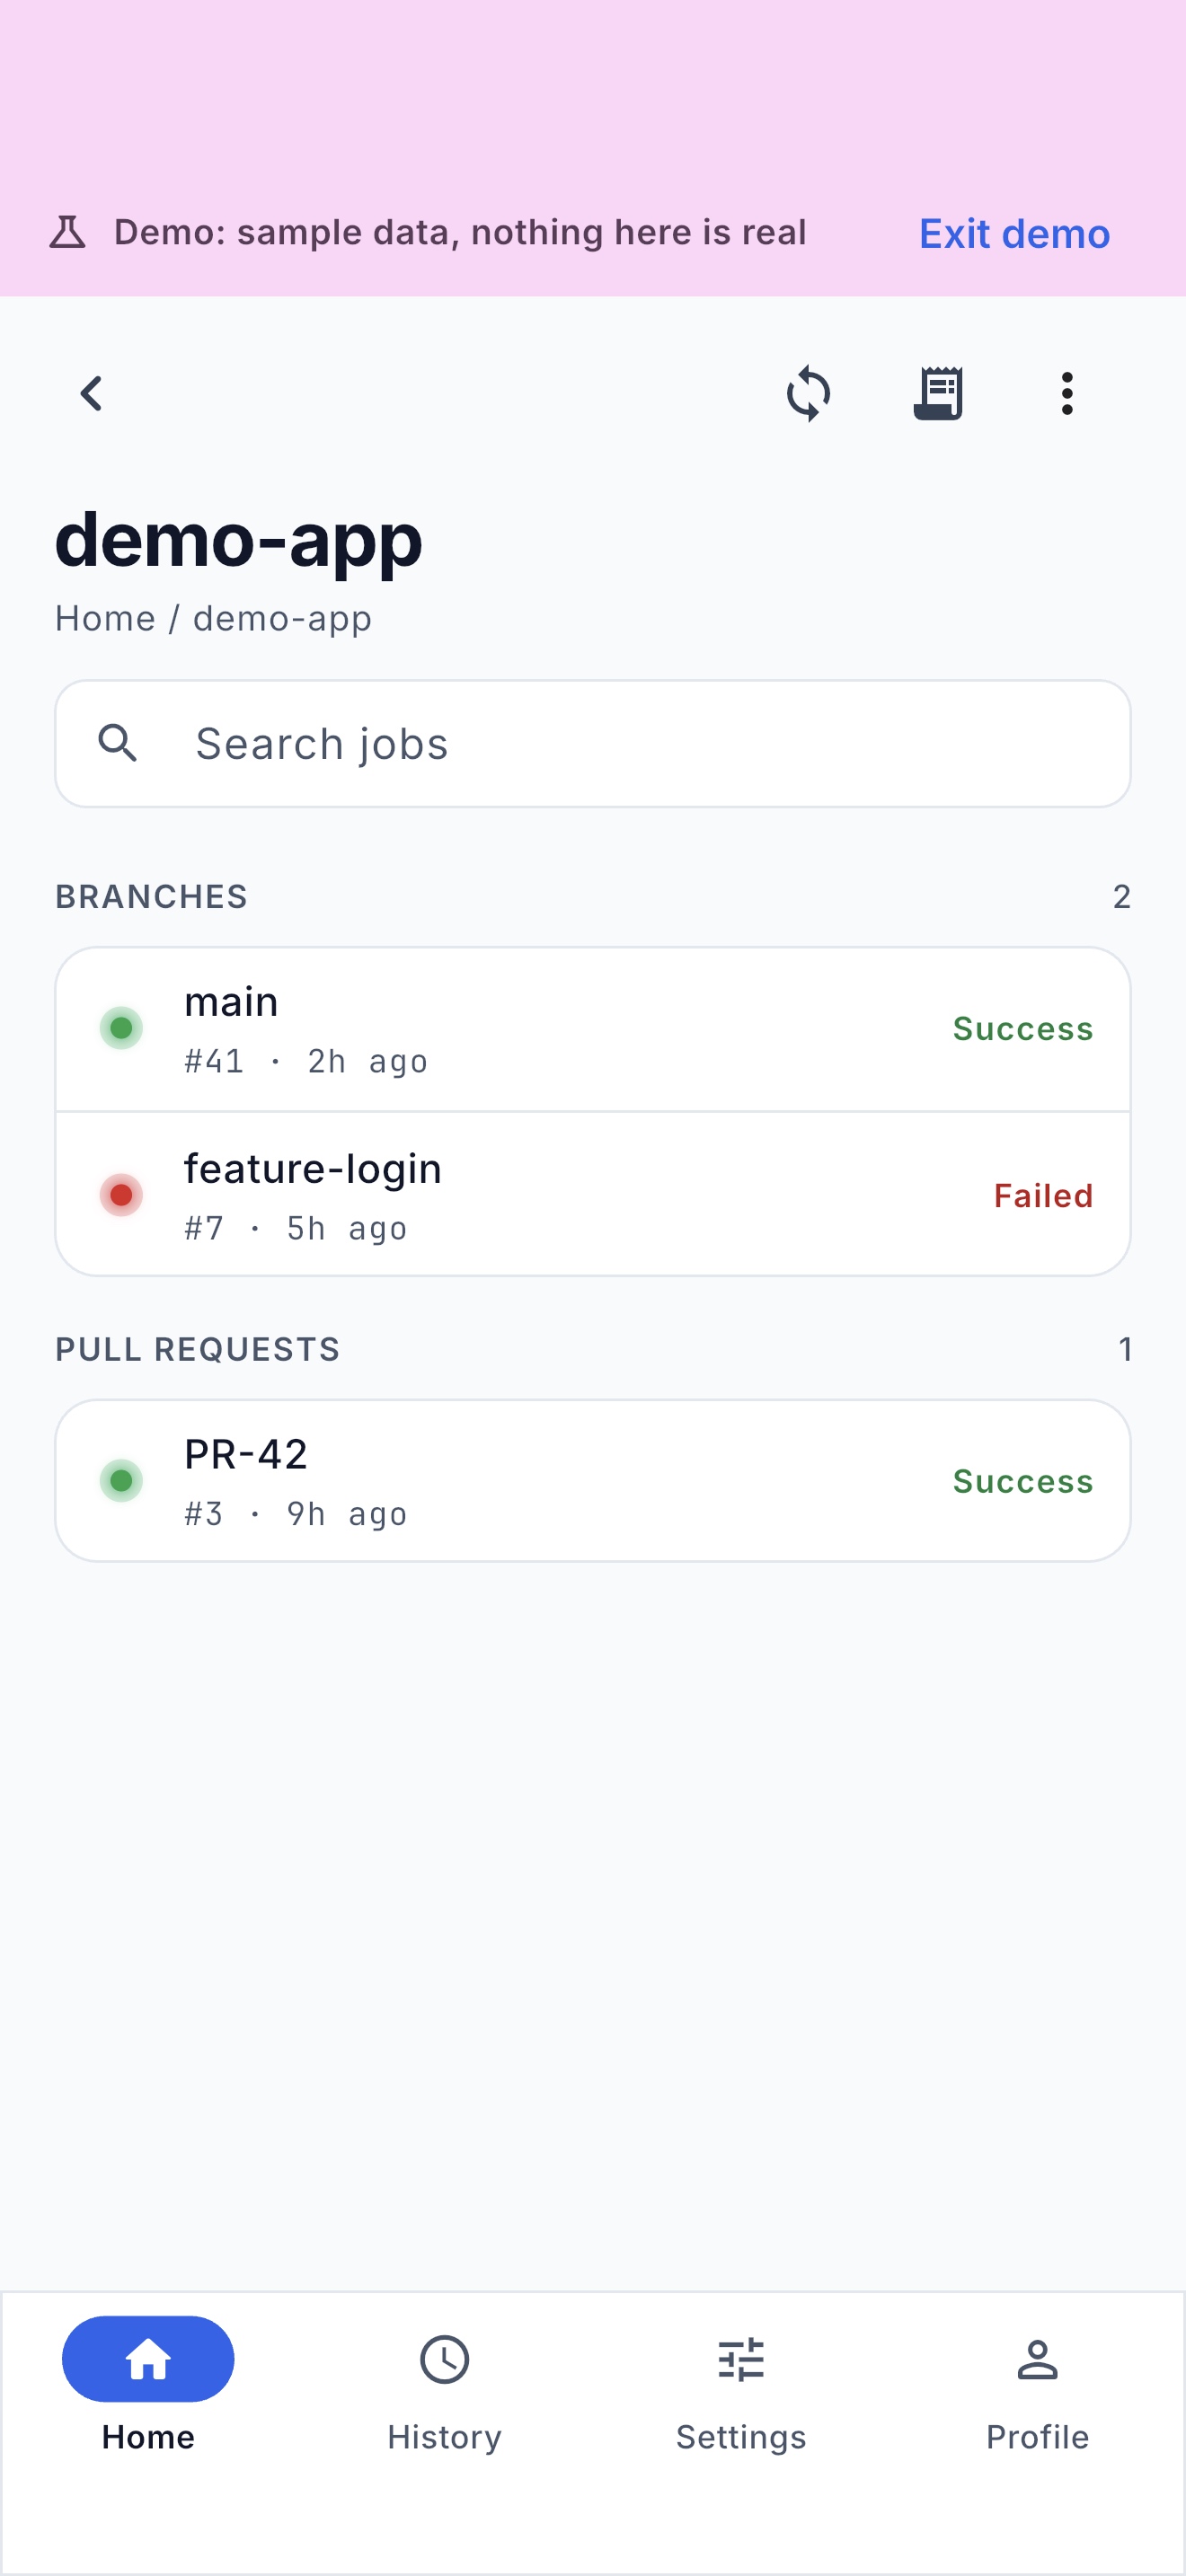 Demo: sample data, nothing here is real
Exit demo
demo-app
Home / demo-app
Search jobs
BRANCHES
2
main
#41 · 2h ago
Success
feature-login
#7 · 5h ago
Failed
PULL REQUESTS
1
PR-42
#3 · 9h ago
Success
Home
History
Settings
Profile